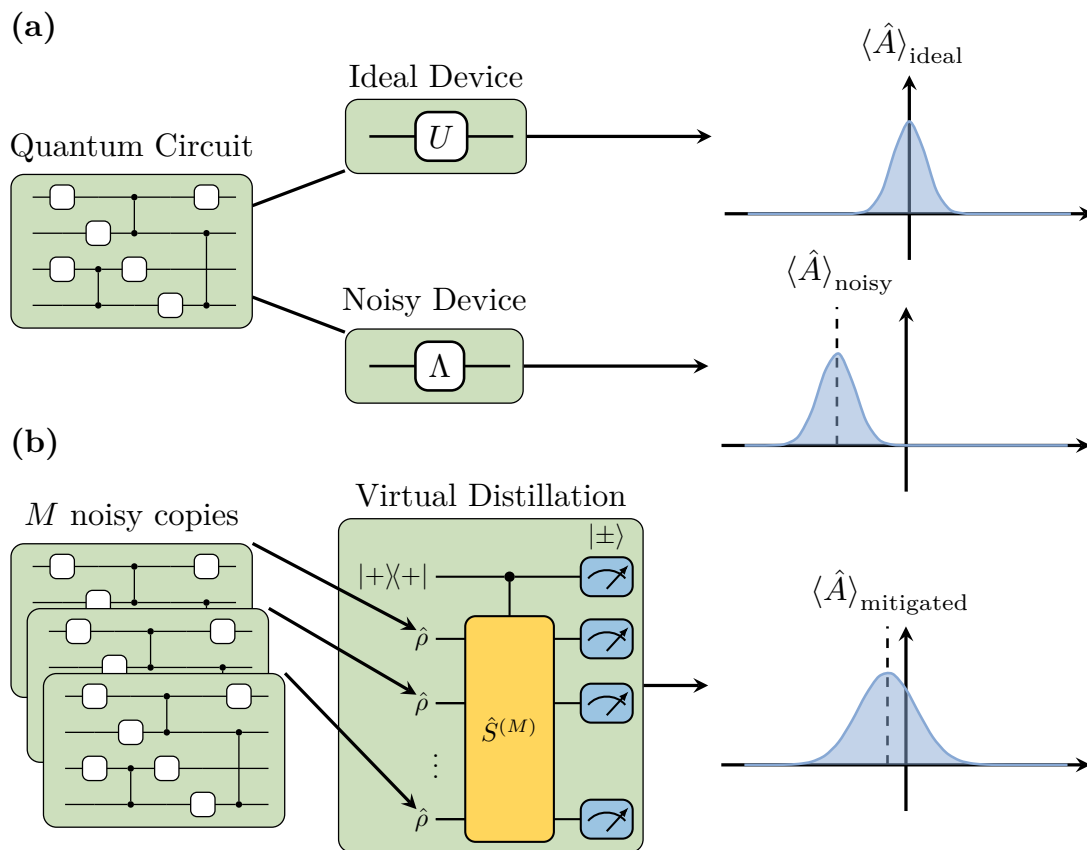 (a)
Quantum Circuit
Ideal Device
U
⟨Â⟩ideal
Noisy Device
Λ
⟨Â⟩noisy
(b)
M noisy copies
Virtual Distillation
|±⟩
|+⟩⟨+|
ρ̂
ρ̂
Ŝ(M)
⋮
ρ̂
⟨Â⟩mitigated